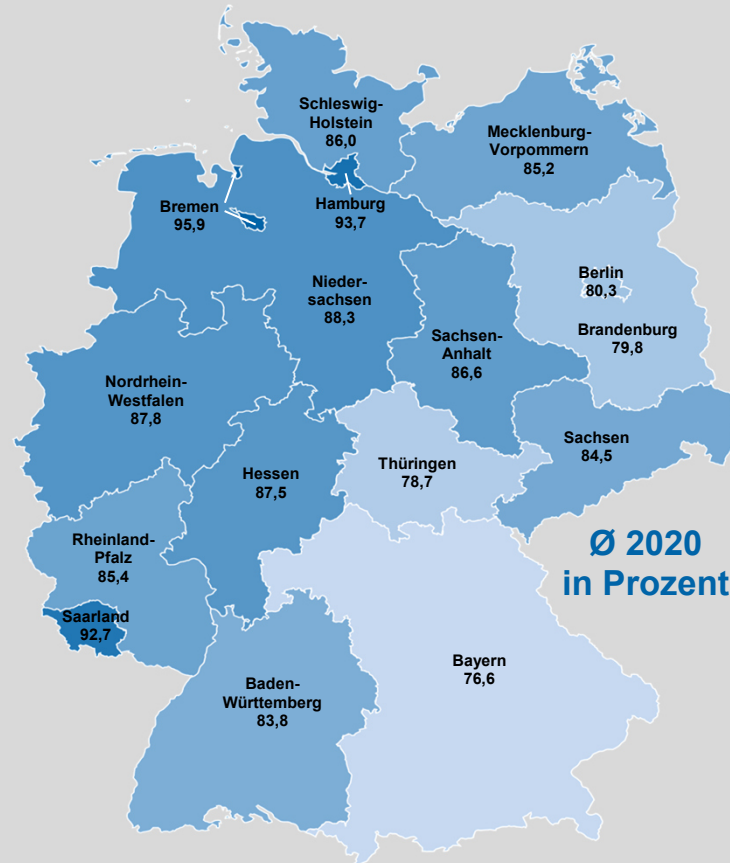 Schleswig-
Holstein
86,0
Mecklenburg-
Vorpommern
85,2
Bremen
95,9
Hamburg
93,7
Berlin
80,3
Nieder-
sachsen
88,3
Brandenburg
79,8
Sachsen-
Anhalt
86,6
Nordrhein-
Westfalen
87,8
Sachsen
84,5
Thüringen
78,7
Hessen
87,5
Rheinland-
Pfalz
85,4
Ø 2020
in Prozent
Saarland
92,7
Bayern
76,6
Baden-
Württemberg
83,8